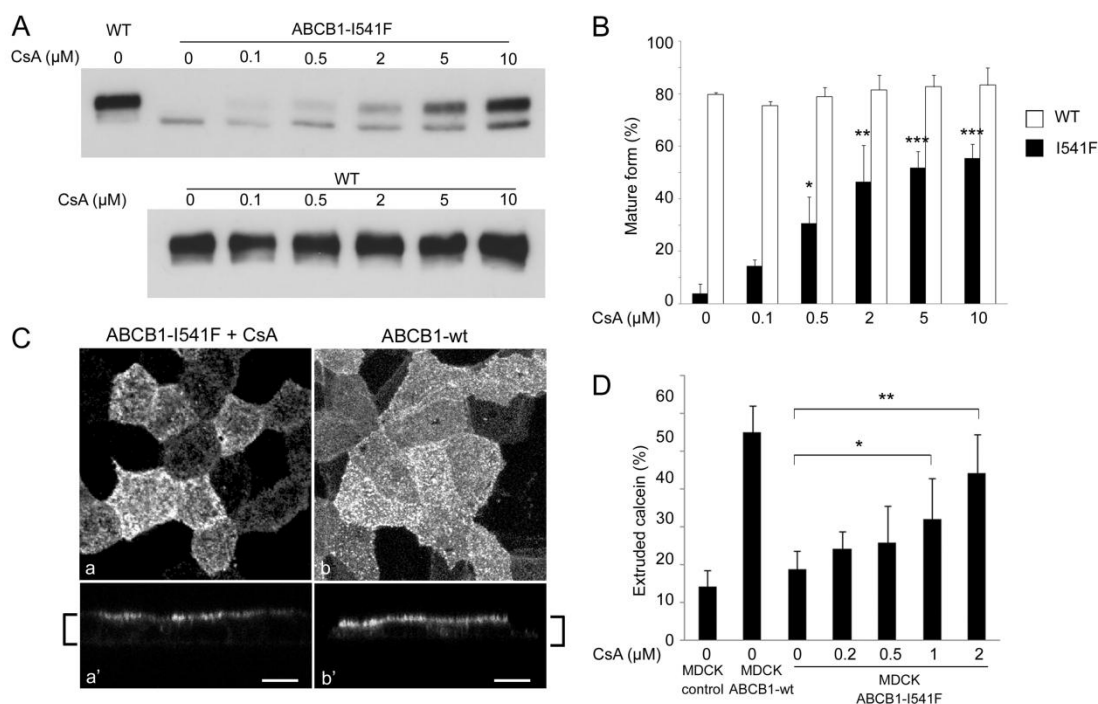 A
WT
ABCB1-I541F
CsA (µM)
0
0
0.1
0.5
2
5
10
WT
CsA (µM)
0
0.1
0.5
2
5
10
B
100
80
60
40
20
0
Mature form (%)
*
**
***
***
WT
I541F
CsA (µM)
0
0.1
0.5
2
5
10
C
ABCB1-I541F + CsA
ABCB1-wt
a
b
a'
b'
D
60
50
40
30
20
10
0
Extruded calcein (%)
**
*
CsA (µM)
0
0
0
0.2
0.5
1
2
MDCK
control
MDCK
ABCB1-wt
MDCK
ABCB1-I541F